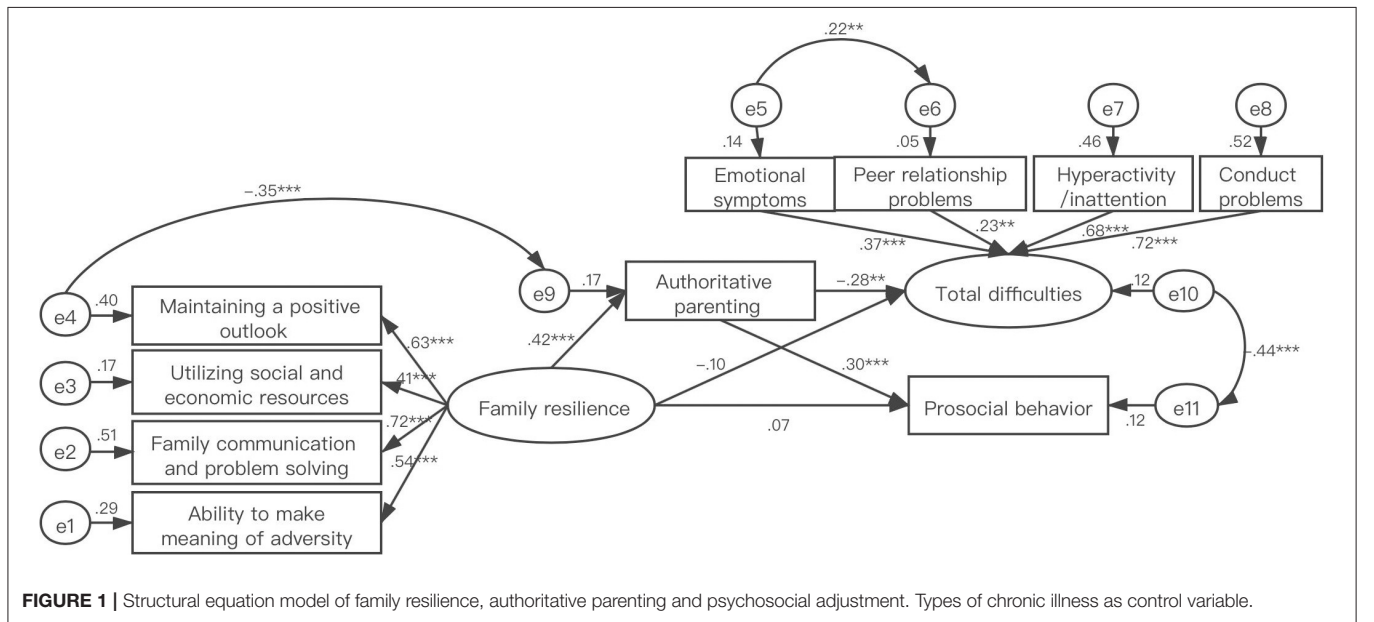 .22**
e5
e6
e7
e8
.14
.05
.46
.52
Emotional
symptoms
Peer relationship
problems
Hyperactivity
/inattention
Conduct
problems
-.35***
.37***
.23**
.68***
.72***
e4
.40
Maintaining a positive
outlook
e9
.17
Authoritative
parenting
-.28**
Total difficulties
.12
e10
.63***
.42***
e3
.17
Utilizing social and
economic resources
.41***
-.10
.30***
-.44***
Family resilience
Prosocial behavior
.12
e11
.07
.72***
e2
.51
Family communication
and problem solving
.54***
e1
.29
Ability to make
meaning of adversity
FIGURE 1 | Structural equation model of family resilience, authoritative parenting and psychosocial adjustment. Types of chronic illness as control variable.